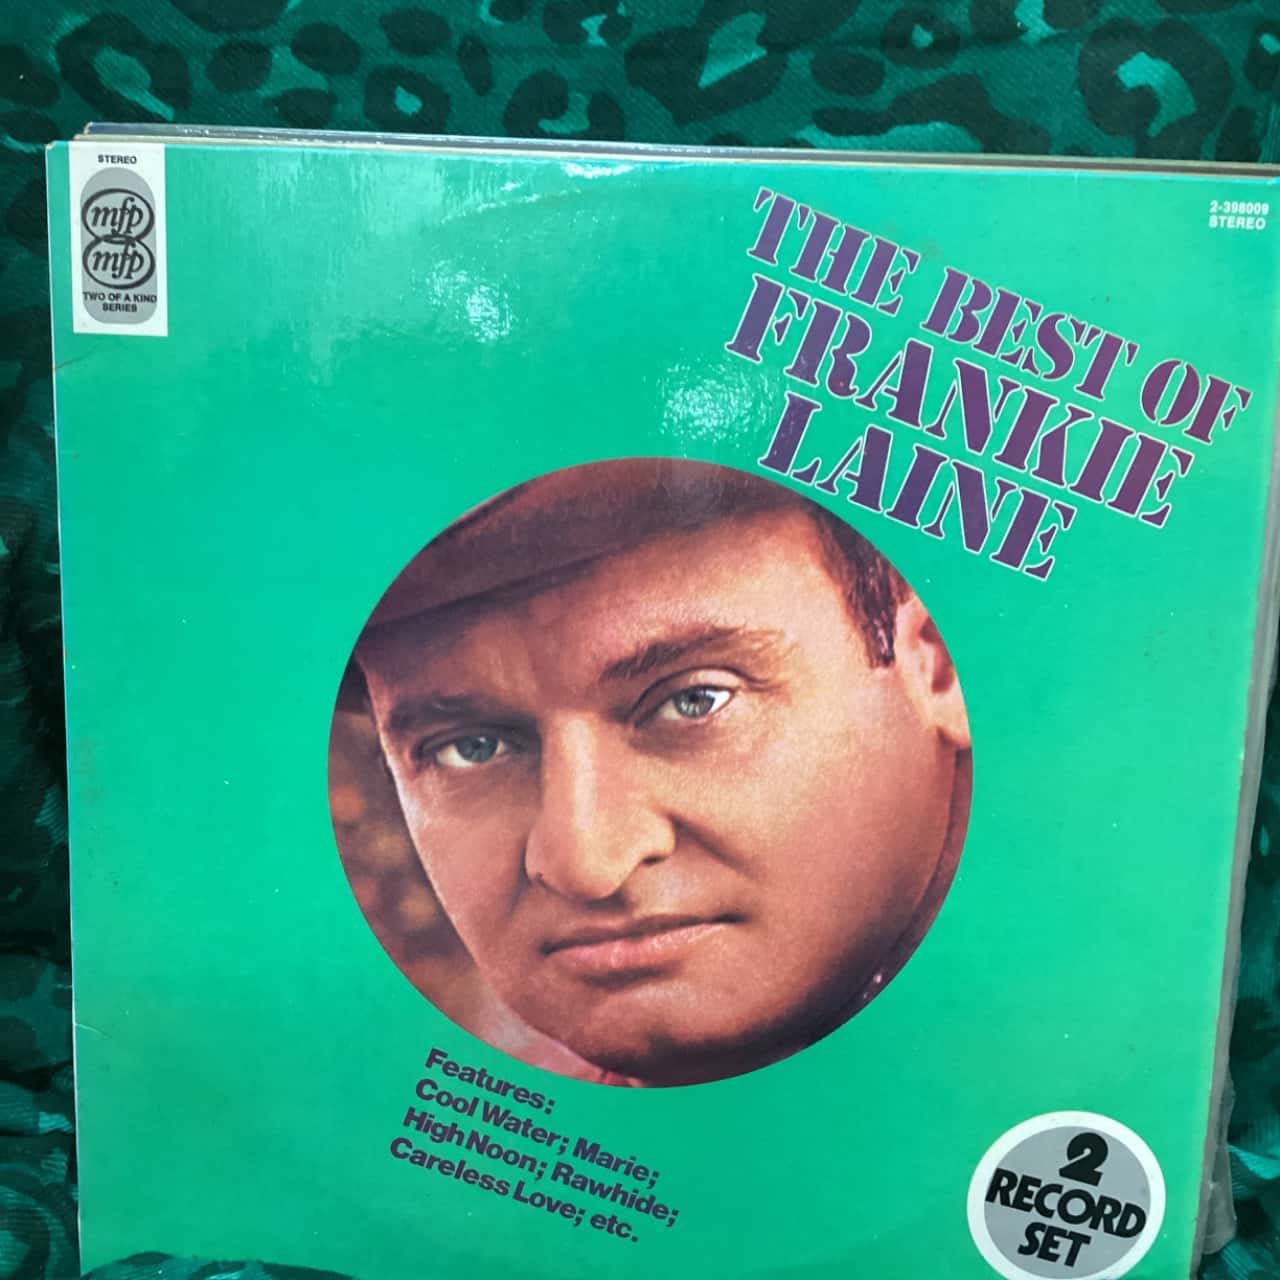 STEREO
mfp
mfp
TWO OF A KIND
SERIES
2-398009
STEREO
THE BEST OF
FRANKIE
LAINE
Features:
Cool Water; Marie;
High Noon; Rawhide;
Careless Love; etc.
2
RECORD
SET